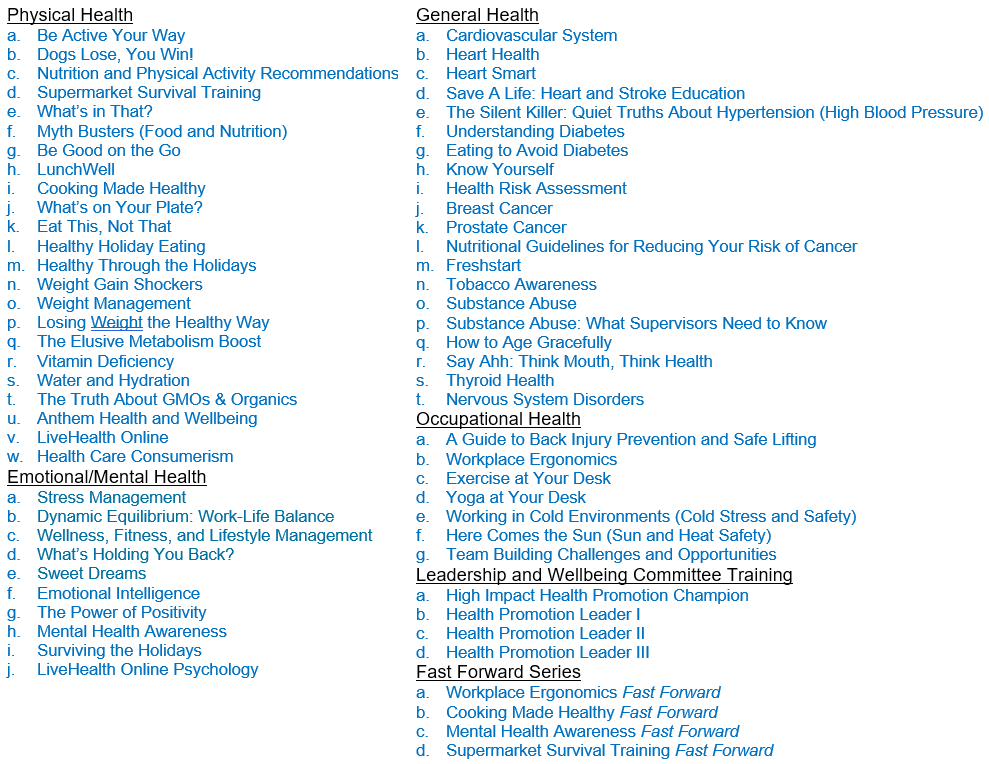 Physical Health
a. Be Active Your Way
b. Dogs Lose, You Win!
c. Nutrition and Physical Activity Recommendations
d. Supermarket Survival Training
e. What's in That?
f. Myth Busters (Food and Nutrition)
g. Be Good on the Go
h. LunchWell
i. Cooking Made Healthy
j. What's on Your Plate?
k. Eat This, Not That
l. Healthy Holiday Eating
m. Healthy Through the Holidays
n. Weight Gain Shockers
o. Weight Management
p. Losing Weight the Healthy Way
q. The Elusive Metabolism Boost
r. Vitamin Deficiency
s. Water and Hydration
t. The Truth About GMOs & Organics
u. Anthem Health and Wellbeing
v. LiveHealth Online
w. Health Care Consumerism
Emotional/Mental Health
a. Stress Management
b. Dynamic Equilibrium: Work-Life Balance
c. Wellness, Fitness, and Lifestyle Management
d. What's Holding You Back?
e. Sweet Dreams
f. Emotional Intelligence
g. The Power of Positivity
h. Mental Health Awareness
i. Surviving the Holidays
j. LiveHealth Online Psychology
General Health
a. Cardiovascular System
b. Heart Health
c. Heart Smart
d. Save A Life: Heart and Stroke Education
e. The Silent Killer: Quiet Truths About Hypertension (High Blood Pressure)
f. Understanding Diabetes
g. Eating to Avoid Diabetes
h. Know Yourself
i. Health Risk Assessment
j. Breast Cancer
k. Prostate Cancer
l. Nutritional Guidelines for Reducing Your Risk of Cancer
m. Freshstart
n. Tobacco Awareness
o. Substance Abuse
p. Substance Abuse: What Supervisors Need to Know
q. How to Age Gracefully
r. Say Ahh: Think Mouth, Think Health
s. Thyroid Health
t. Nervous System Disorders
Occupational Health
a. A Guide to Back Injury Prevention and Safe Lifting
b. Workplace Ergonomics
c. Exercise at Your Desk
d. Yoga at Your Desk
e. Working in Cold Environments (Cold Stress and Safety)
f. Here Comes the Sun (Sun and Heat Safety)
g. Team Building Challenges and Opportunities
Leadership and Wellbeing Committee Training
a. High Impact Health Promotion Champion
b. Health Promotion Leader I
c. Health Promotion Leader II
d. Health Promotion Leader III
Fast Forward Series
a. Workplace Ergonomics Fast Forward
b. Cooking Made Healthy Fast Forward
c. Mental Health Awareness Fast Forward
d. Supermarket Survival Training Fast Forward